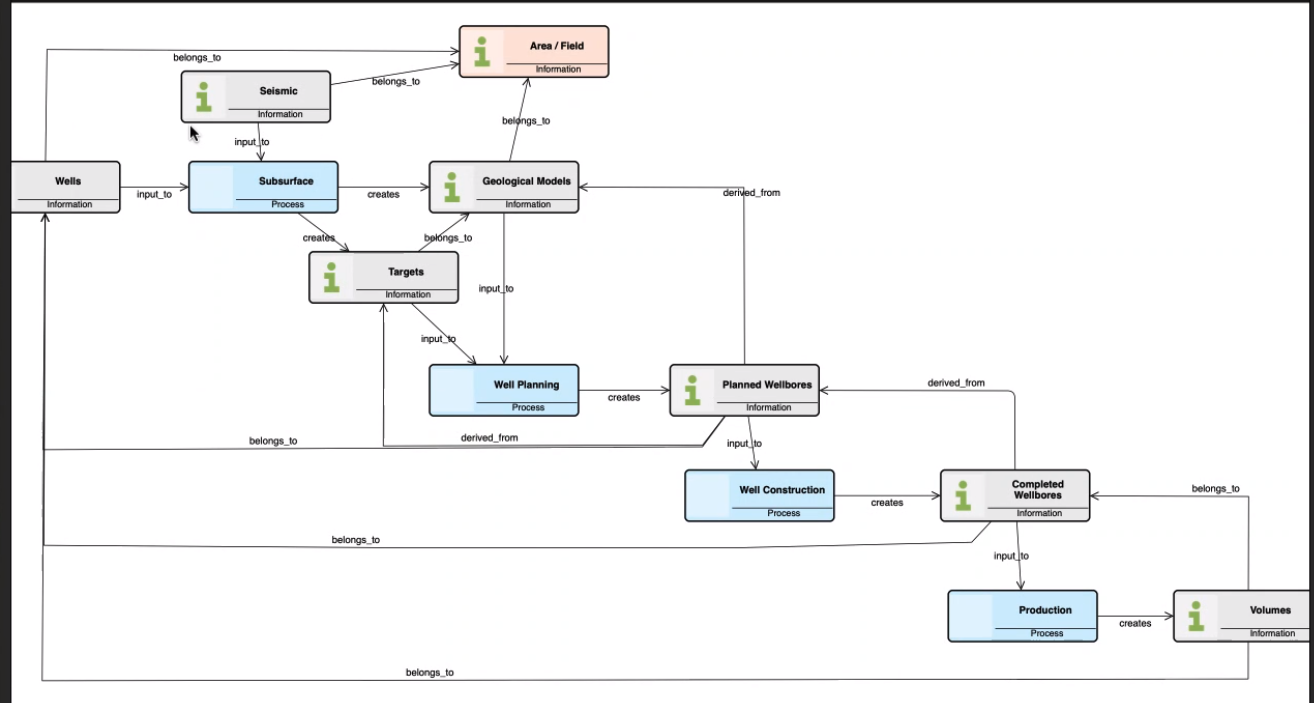 Area / Field
Information
belongs_to
belongs_to
Seismic
Information
belongs_to
input_to
Wells
Information
input_to
Subsurface
Process
creates
Geological Models
Information
derived_from
creates
belongs_to
Targets
Information
input_to
input_to
Well Planning
Process
creates
Planned Wellbores
Information
derived_from
belongs_to
derived_from
input_to
Well Construction
Process
creates
Completed
Wellbores
Information
belongs_to
belongs_to
input_to
Production
Process
creates
Volumes
Information
belongs_to